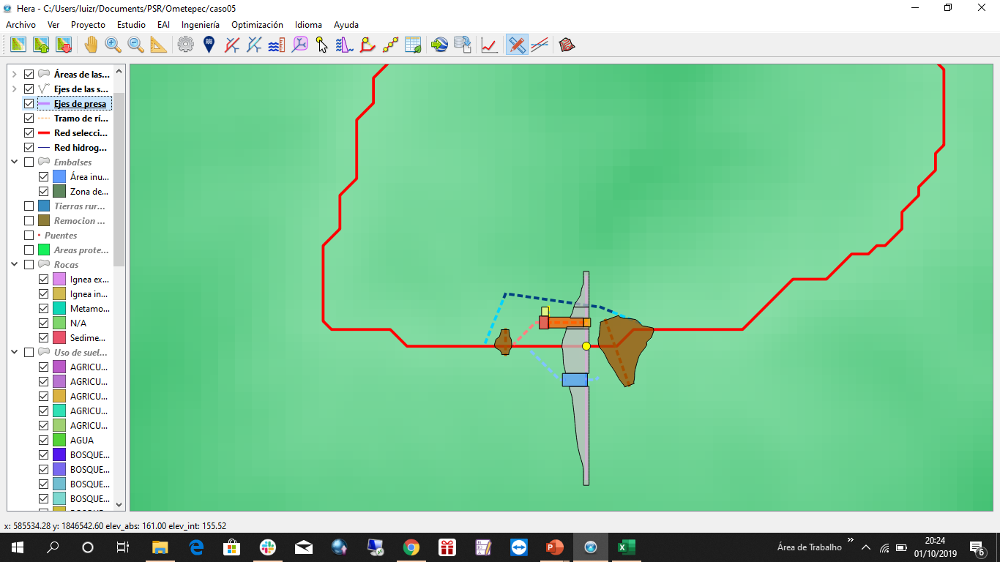 Hera - C:/Users/luizr/Documents/PSR/Ometepec/caso05
Archivo Ver Proyecto Estudio EAI Ingeniería Optimización Idioma Ayuda
Áreas de las...
Ejes de las s...
Ejes de presa
Tramo de rí...
Red selecci...
Red hidrog...
Embalses
Área inu...
Zona de...
Tierras rur...
Remocion ...
Puentes
Areas prote...
Rocas
Ignea ex...
Ignea in...
Metamo...
N/A
Sedime...
Uso de suel...
AGRICU...
AGRICU...
AGRICU...
AGRICU...
AGRICU...
AGUA
BOSQUE...
BOSQUE...
BOSQUE...
BOSQUE...
x: 585534.28 y: 1846542.60 elev_abs: 161.00 elev_int: 155.52
Área de Trabalho
20:24
01/10/2019
6